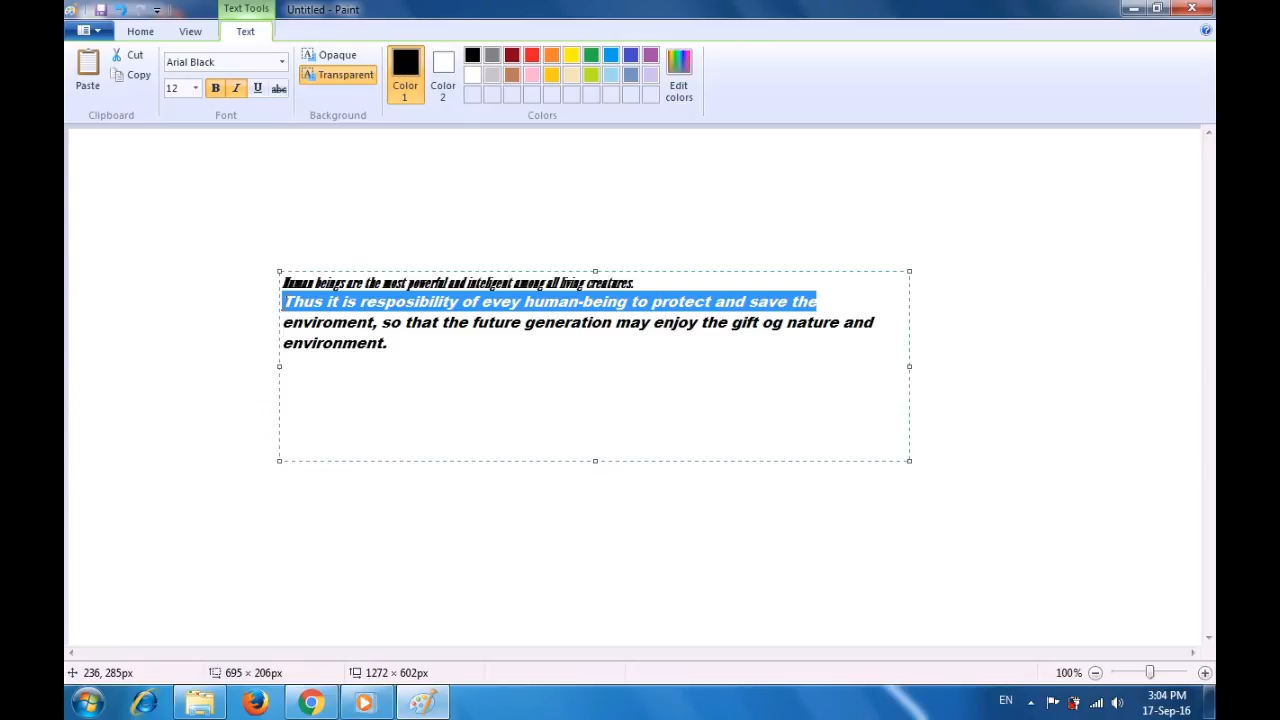 Text Tools
Untitled - Paint
Home
View
Text
Paste
Cut
Copy
Clipboard
Arial Black
12
B I U abc
Font
Opaque
Transparent
Background
Color 1
Color 2
Edit colors
Colors
Human beings are the most powerful and inteligent among all living creatures.
Thus it is resposibility of evey human-being to protect and save the
enviroment, so that the future generation may enjoy the gift og nature and
environment.
236, 285px
695 × 206px
1272 × 602px
100%
EN
3:04 PM
17-Sep-16